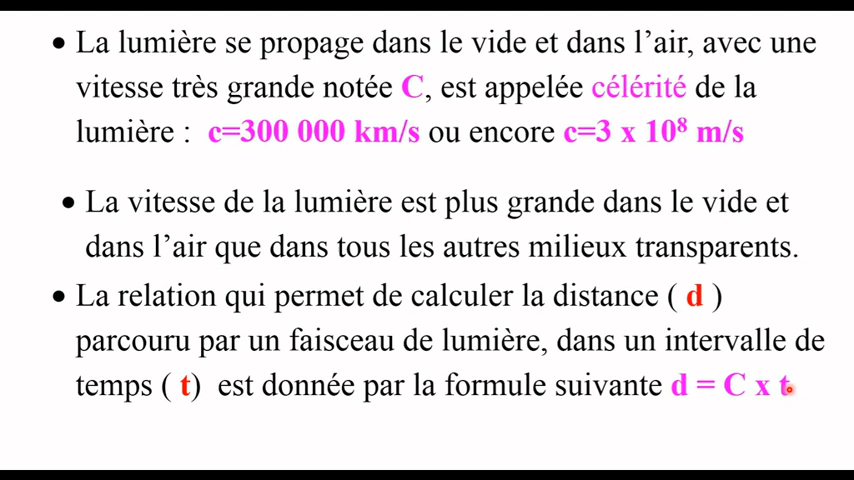 • La lumière se propage dans le vide et dans l’air, avec une
vitesse très grande notée C, est appelée célérité de la
lumière : c=300 000 km/s ou encore c=3 x 10⁸ m/s
• La vitesse de la lumière est plus grande dans le vide et
dans l’air que dans tous les autres milieux transparents.
• La relation qui permet de calculer la distance ( d )
parcouru par un faisceau de lumière, dans un intervalle de
temps ( t) est donnée par la formule suivante d = C x t